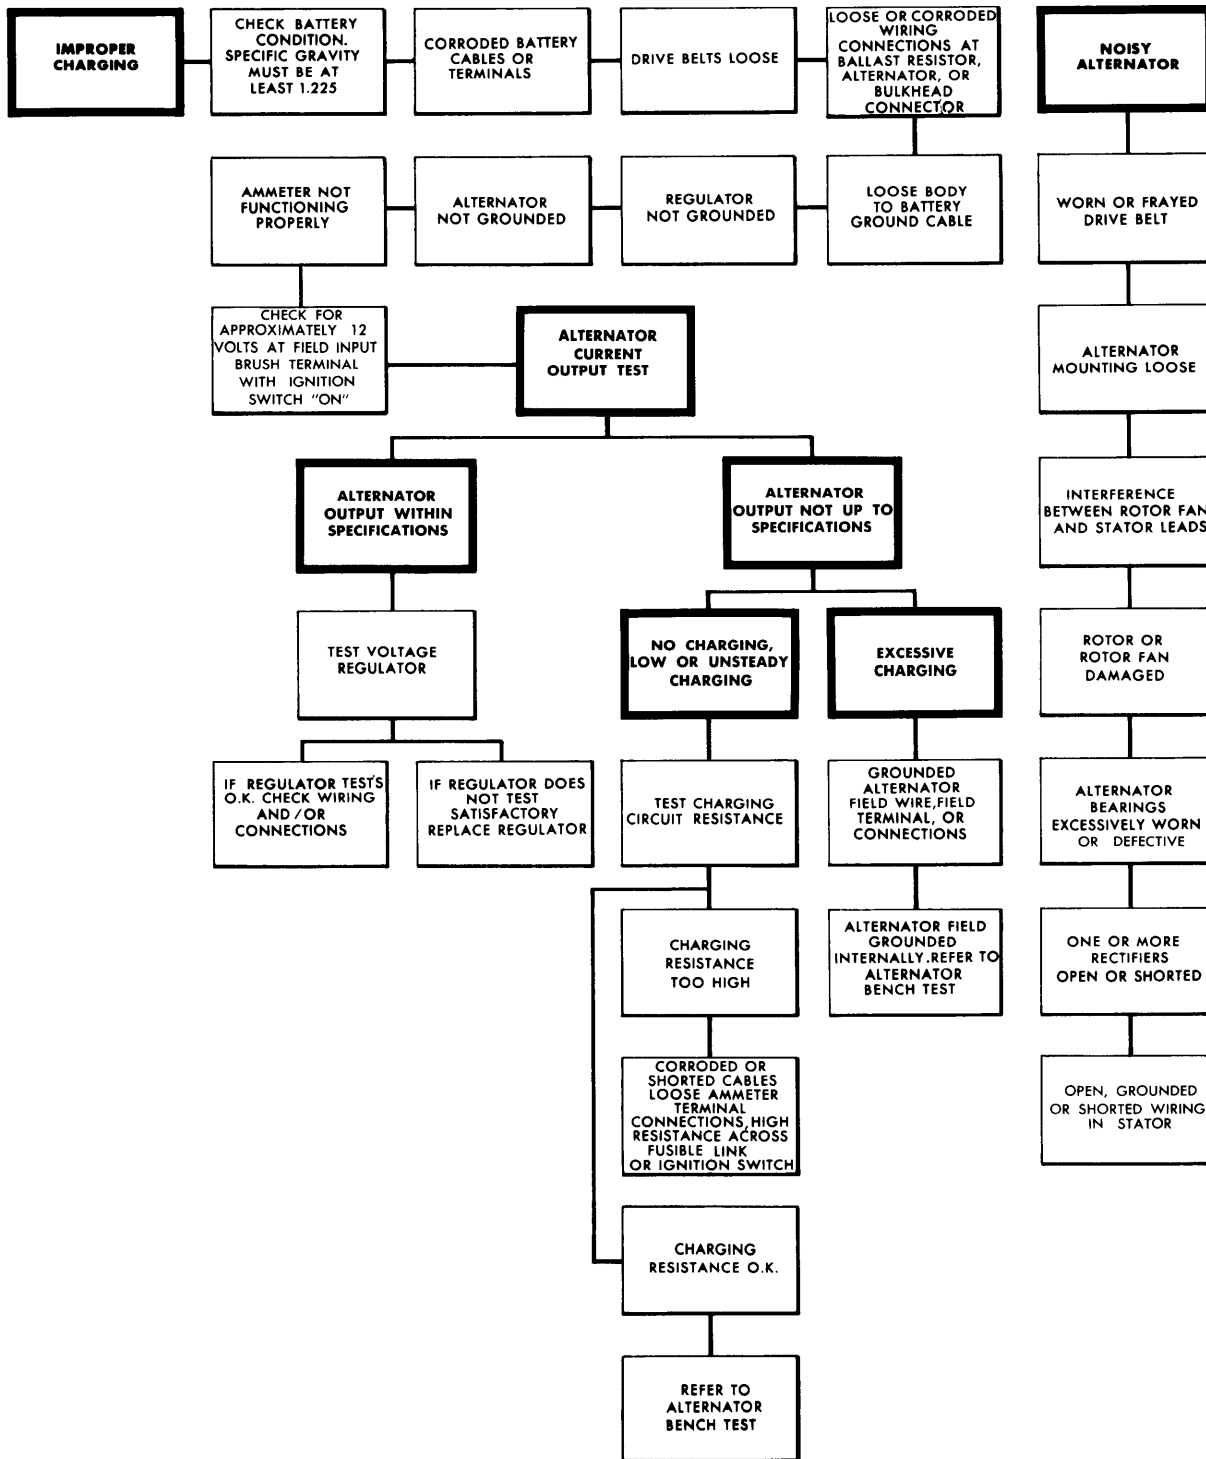 IMPROPER
CHARGING
CHECK BATTERY
CONDITION.
SPECIFIC GRAVITY
MUST BE AT
LEAST 1.225
CORRODED BATTERY
CABLES OR
TERMINALS
DRIVE BELTS LOOSE
LOOSE OR CORRODED
WIRING
CONNECTIONS AT
BALLAST RESISTOR,
ALTERNATOR, OR
BULKHEAD
CONNECTOR
NOISY
ALTERNATOR
AMMETER NOT
FUNCTIONING
PROPERLY
ALTERNATOR
NOT GROUNDED
REGULATOR
NOT GROUNDED
LOOSE BODY
TO BATTERY
GROUND CABLE
WORN OR FRAYED
DRIVE BELT
CHECK FOR
APPROXIMATELY 12
VOLTS AT FIELD INPUT
BRUSH TERMINAL
WITH IGNITION
SWITCH "ON"
ALTERNATOR
CURRENT
OUTPUT TEST
ALTERNATOR
MOUNTING LOOSE
ALTERNATOR
OUTPUT WITHIN
SPECIFICATIONS
ALTERNATOR
OUTPUT NOT UP TO
SPECIFICATIONS
INTERFERENCE
BETWEEN ROTOR FAN
AND STATOR LEADS
TEST VOLTAGE
REGULATOR
NO CHARGING,
LOW OR UNSTEADY
CHARGING
EXCESSIVE
CHARGING
ROTOR OR
ROTOR FAN
DAMAGED
IF REGULATOR TEST'S
O.K. CHECK WIRING
AND/OR
CONNECTIONS
IF REGULATOR DOES
NOT TEST
SATISFACTORY
REPLACE REGULATOR
TEST CHARGING
CIRCUIT RESISTANCE
GROUNDED
ALTERNATOR
FIELD WIRE, FIELD
TERMINAL, OR
CONNECTIONS
ALTERNATOR
BEARINGS
EXCESSIVELY WORN
OR DEFECTIVE
CHARGING
RESISTANCE
TOO HIGH
ALTERNATOR FIELD
GROUNDED
INTERNALLY. REFER TO
ALTERNATOR
BENCH TEST
ONE OR MORE
RECTIFIERS
OPEN OR SHORTED
CORRODED OR
SHORTED CABLES
LOOSE AMMETER
TERMINAL
CONNECTIONS, HIGH
RESISTANCE ACROSS
FUSIBLE LINK
OR IGNITION SWITCH
OPEN, GROUNDED
OR SHORTED WIRING
IN STATOR
CHARGING
RESISTANCE O.K.
REFER TO
ALTERNATOR
BENCH TEST